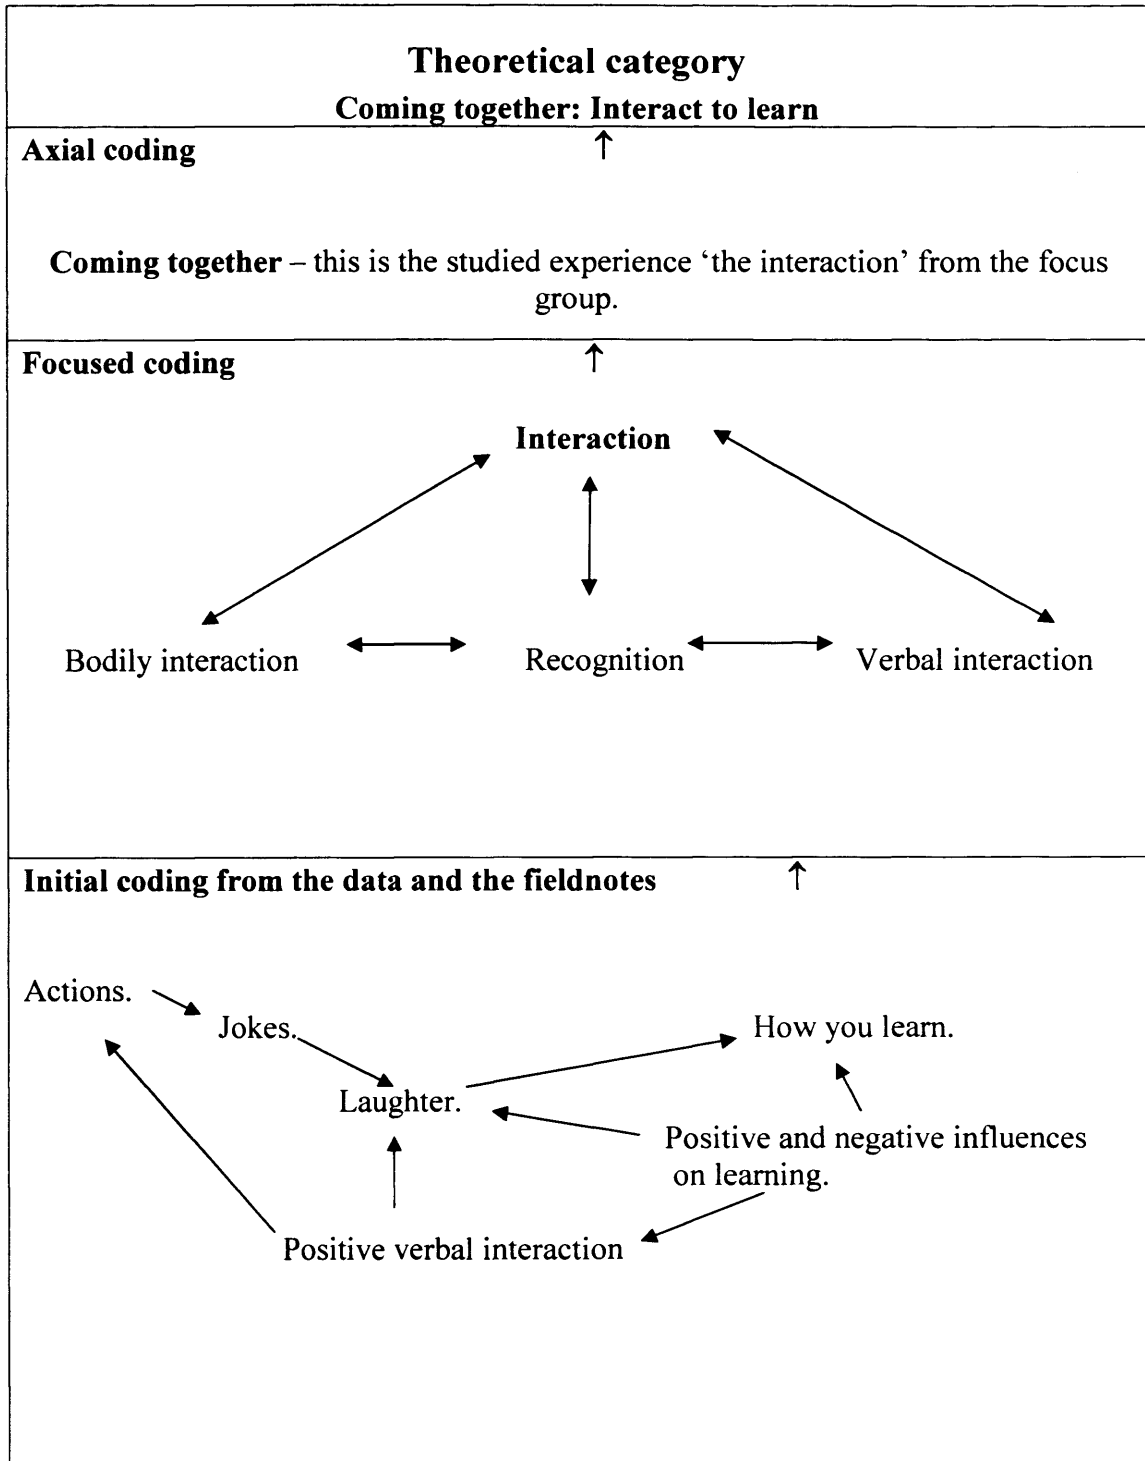 Theoretical category
Coming together: Interact to learn
Axial coding
Coming together – this is the studied experience ‘the interaction’ from the focus
group.
Focused coding
Interaction
Bodily interaction
Recognition
Verbal interaction
Initial coding from the data and the fieldnotes
Actions.
Jokes.
How you learn.
Laughter.
Positive and negative influences
on learning.
Positive verbal interaction